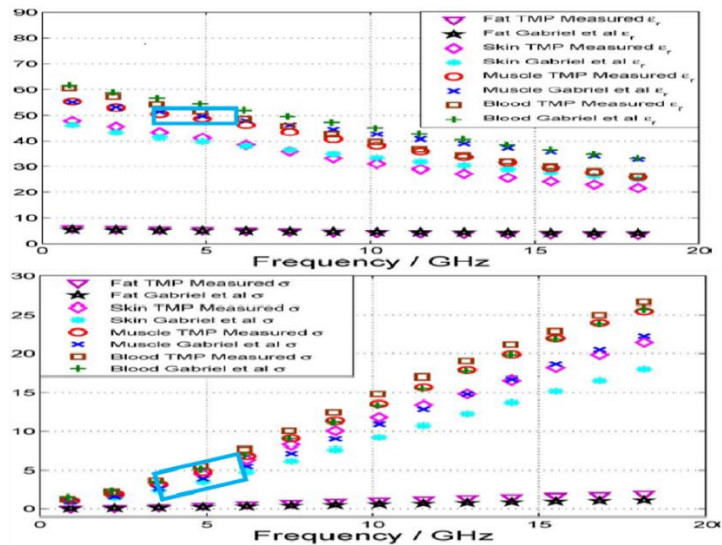 90
80
70
60
50
40
30
20
10
0
Fat TMP Measured εr
Fat Gabriel et al εr
Skin TMP Measured εr
Skin Gabriel et al εr
Muscle TMP Measured εr
Muscle Gabriel et al εr
Blood TMP Measured εr
Blood Gabriel et al εr
0 5 10 15 20
Frequency / GHz
30
25
20
15
10
5
0
Fat TMP Measured σ
Fat Gabriel et al σ
Skin TMP Measured σ
Skin Gabriel et al σ
Muscle TMP Measured σ
Muscle Gabriel et al σ
Blood TMP Measured σ
Blood Gabriel et al σ
0 5 10 15 20
Frequency / GHz